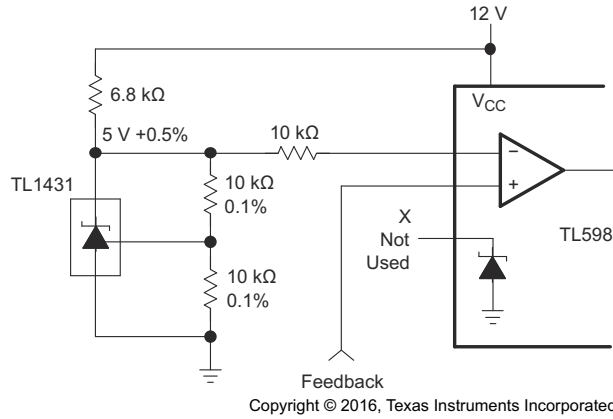 12 V
6.8 kΩ
V_CC
5 V +0.5%
10 kΩ
TL1431
10 kΩ
0.1%
−
+
X
Not
Used
TL598
10 kΩ
0.1%
Feedback
Copyright © 2016, Texas Instruments Incorporated